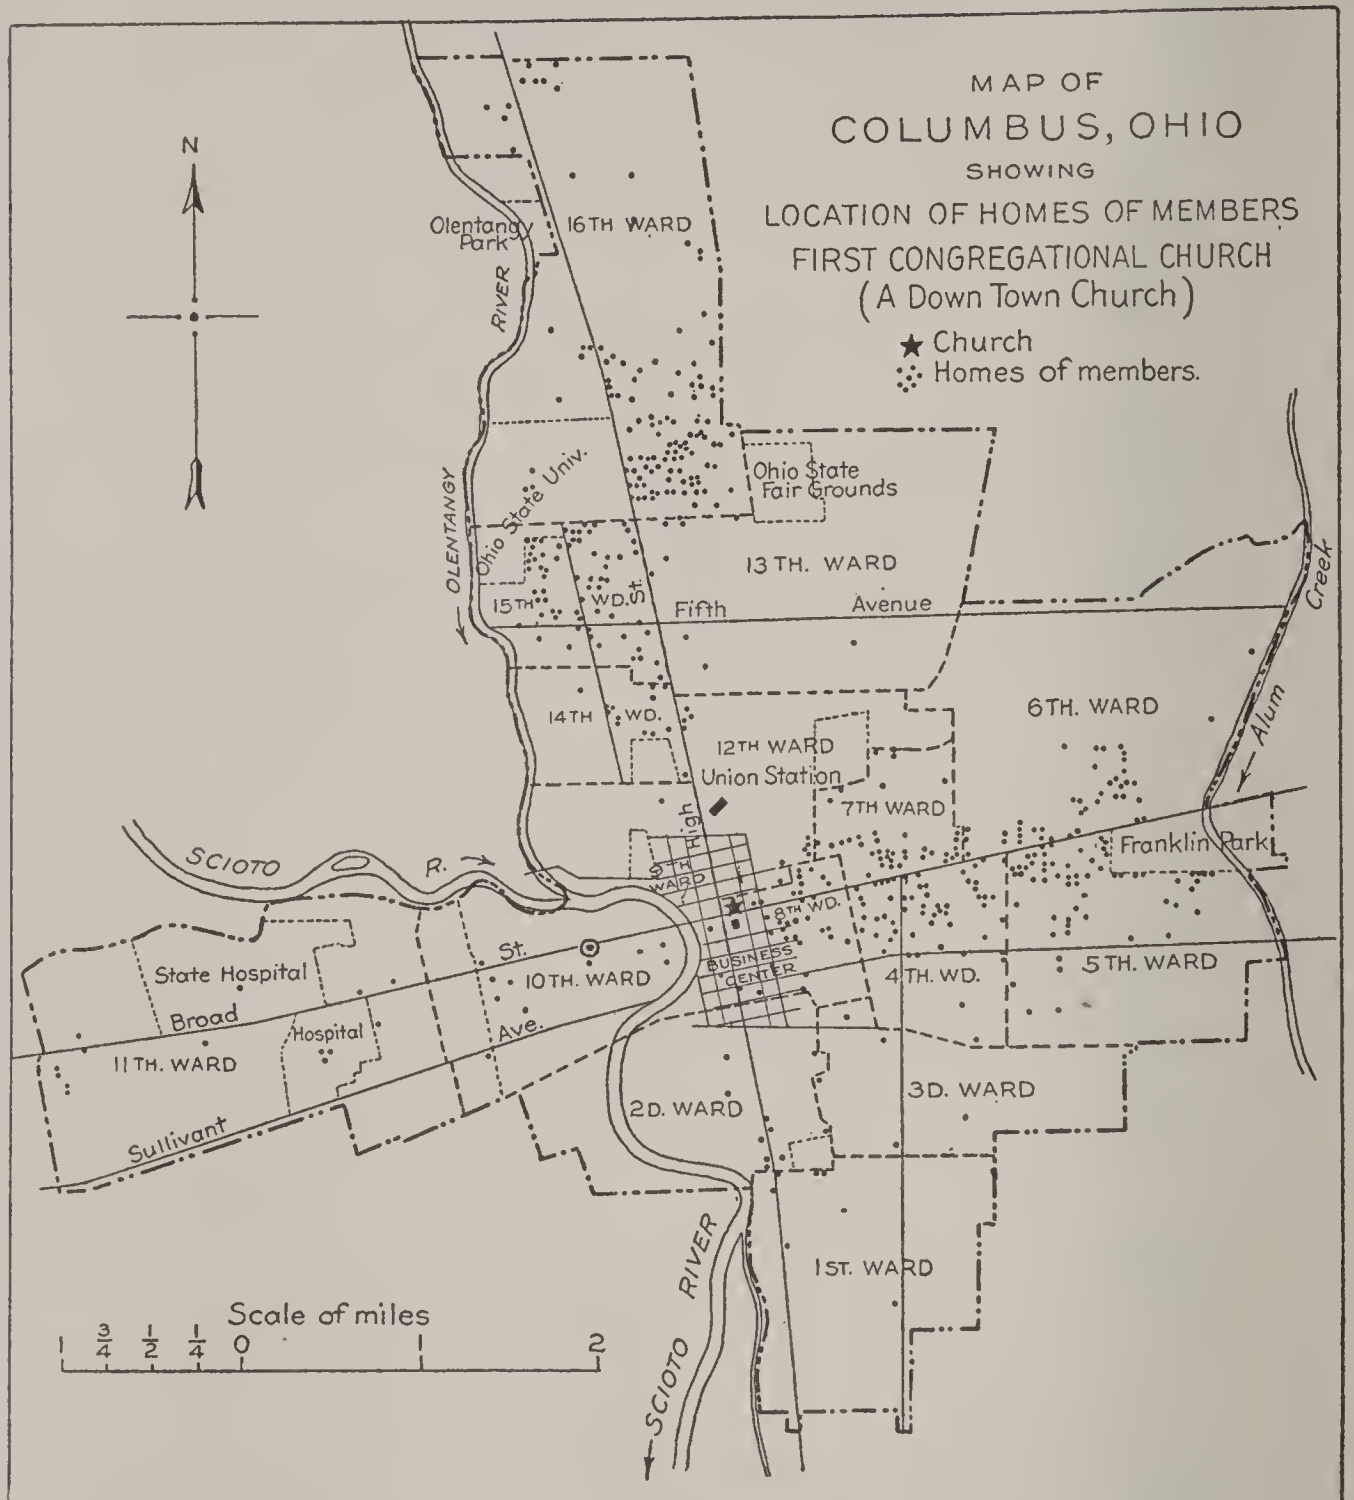 MAP OF
COLUMBUS, OHIO
SHOWING
LOCATION OF HOMES OF MEMBERS
FIRST CONGREGATIONAL CHURCH
(A Down Town Church)
Church
Homes of members.
N
Olentangy
Park
16TH WARD
RIVER
OLENTANGY
Ohio State Univ.
Ohio State
Fair Grounds
13TH. WARD
15TH WD.
St.
Fifth Avenue
Creek
Alum
6TH. WARD
14TH WD.
12TH WARD
Union Station
High
7TH WARD
Franklin Park
SCIOTO R.
9TH
WARD
8TH WD.
St.
BUSINESS
CENTER
State Hospital
10TH. WARD
4TH. WD.
5TH. WARD
Broad
Hospital
Ave.
11TH. WARD
2D. WARD
3D. WARD
Sullivant
1ST. WARD
SCIOTO RIVER
Scale of miles
1 3/4 1/2 1/4 0 1 2